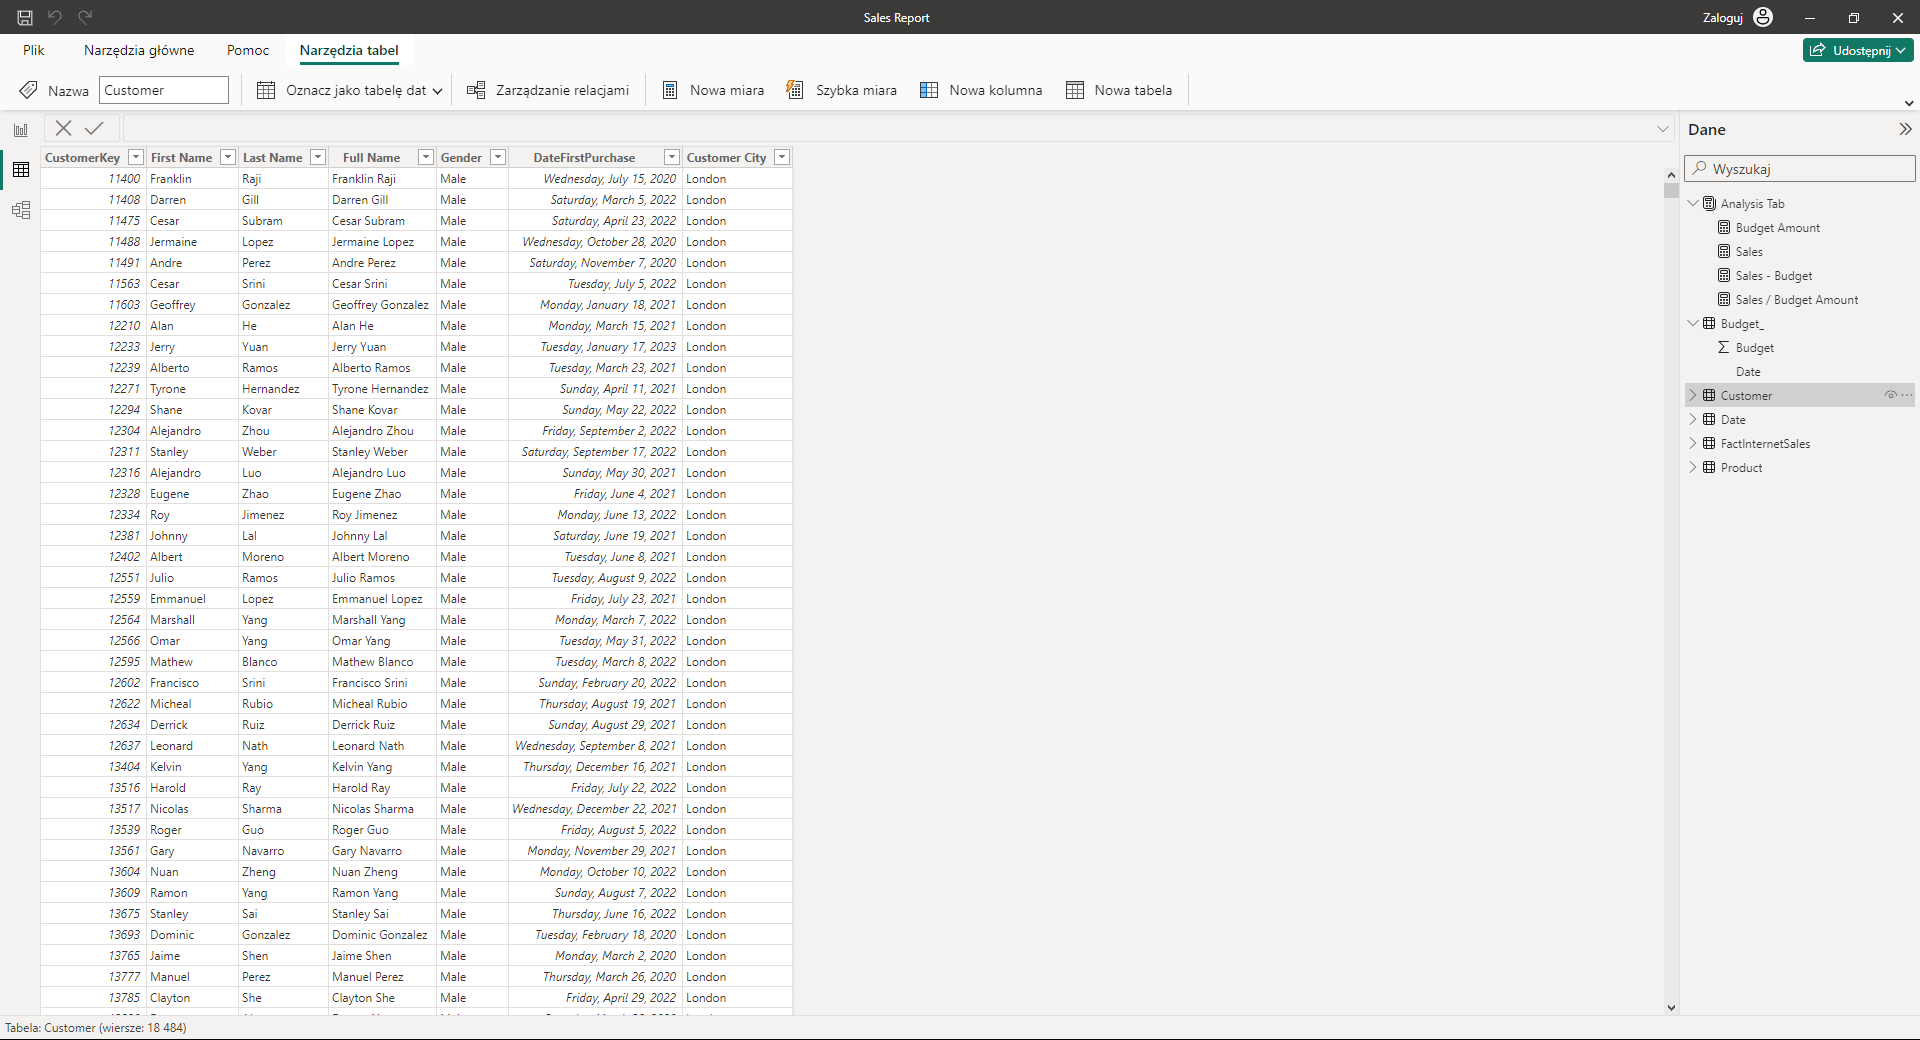 Sales Report
Zaloguj
Plik Narzędzia główne Pomoc Narzędzia tabel
Udostępnij
Nazwa Customer Oznacz jako tabelę dat Zarządzanie relacjami Nowa miara Szybka miara Nowa kolumna Nowa tabela
CustomerKey First Name Last Name Full Name Gender DateFirstPurchase Customer City
11400 Franklin Raji Franklin Raji Male Wednesday, July 15, 2020 London
11408 Darren Gill Darren Gill Male Saturday, March 5, 2022 London
11475 Cesar Subram Cesar Subram Male Saturday, April 23, 2022 London
11488 Jermaine Lopez Jermaine Lopez Male Wednesday, October 28, 2020 London
11491 Andre Perez Andre Perez Male Saturday, November 7, 2020 London
11563 Cesar Srini Cesar Srini Male Tuesday, July 5, 2022 London
11603 Geoffrey Gonzalez Geoffrey Gonzalez Male Monday, January 18, 2021 London
12210 Alan He Alan He Male Monday, March 15, 2021 London
12233 Jerry Yuan Jerry Yuan Male Tuesday, January 17, 2023 London
12239 Alberto Ramos Alberto Ramos Male Tuesday, March 23, 2021 London
12271 Tyrone Hernandez Tyrone Hernandez Male Sunday, April 11, 2021 London
12294 Shane Kovar Shane Kovar Male Sunday, May 22, 2022 London
12304 Alejandro Zhou Alejandro Zhou Male Friday, September 2, 2022 London
12311 Stanley Weber Stanley Weber Male Saturday, September 17, 2022 London
12316 Alejandro Luo Alejandro Luo Male Sunday, May 30, 2021 London
12328 Eugene Zhao Eugene Zhao Male Friday, June 4, 2021 London
12334 Roy Jimenez Roy Jimenez Male Monday, June 13, 2022 London
12381 Johnny Lal Johnny Lal Male Saturday, June 19, 2021 London
12402 Albert Moreno Albert Moreno Male Tuesday, June 8, 2021 London
12551 Julio Ramos Julio Ramos Male Tuesday, August 9, 2022 London
12559 Emmanuel Lopez Emmanuel Lopez Male Friday, July 23, 2021 London
12564 Marshall Yang Marshall Yang Male Monday, March 7, 2022 London
12566 Omar Yang Omar Yang Male Tuesday, May 31, 2022 London
12595 Mathew Blanco Mathew Blanco Male Tuesday, March 8, 2022 London
12602 Francisco Srini Francisco Srini Male Sunday, February 20, 2022 London
12622 Micheal Rubio Micheal Rubio Male Thursday, August 19, 2021 London
12634 Derrick Ruiz Derrick Ruiz Male Sunday, August 29, 2021 London
12637 Leonard Nath Leonard Nath Male Wednesday, September 8, 2021 London
13404 Kelvin Yang Kelvin Yang Male Thursday, December 16, 2021 London
13516 Harold Ray Harold Ray Male Friday, July 22, 2022 London
13517 Nicolas Sharma Nicolas Sharma Male Wednesday, December 22, 2021 London
13539 Roger Guo Roger Guo Male Friday, August 5, 2022 London
13561 Gary Navarro Gary Navarro Male Monday, November 29, 2021 London
13604 Nuan Zheng Nuan Zheng Male Monday, October 10, 2022 London
13609 Ramon Yang Ramon Yang Male Sunday, August 7, 2022 London
13675 Stanley Sai Stanley Sai Male Thursday, June 16, 2022 London
13693 Dominic Gonzalez Dominic Gonzalez Male Tuesday, February 18, 2020 London
13765 Jaime Shen Jaime Shen Male Monday, March 2, 2020 London
13777 Manuel Perez Manuel Perez Male Thursday, March 26, 2020 London
13785 Clayton She Clayton She Male Friday, April 29, 2022 London
Dane
Wyszukaj
Analysis Tab
Budget Amount
Sales
Sales - Budget
Sales / Budget Amount
Budget_
Budget
Date
Customer
Date
FactInternetSales
Product
Tabela: Customer (wiersze: 18 484)